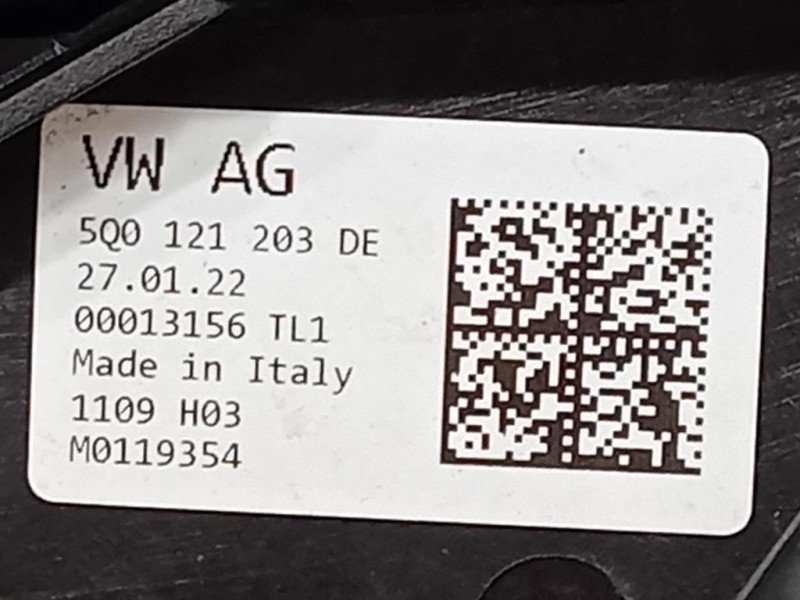 VW AG
5Q0 121 203 DE
27.01.22
00013156 TL1
Made in Italy
1109 H03
M0119354